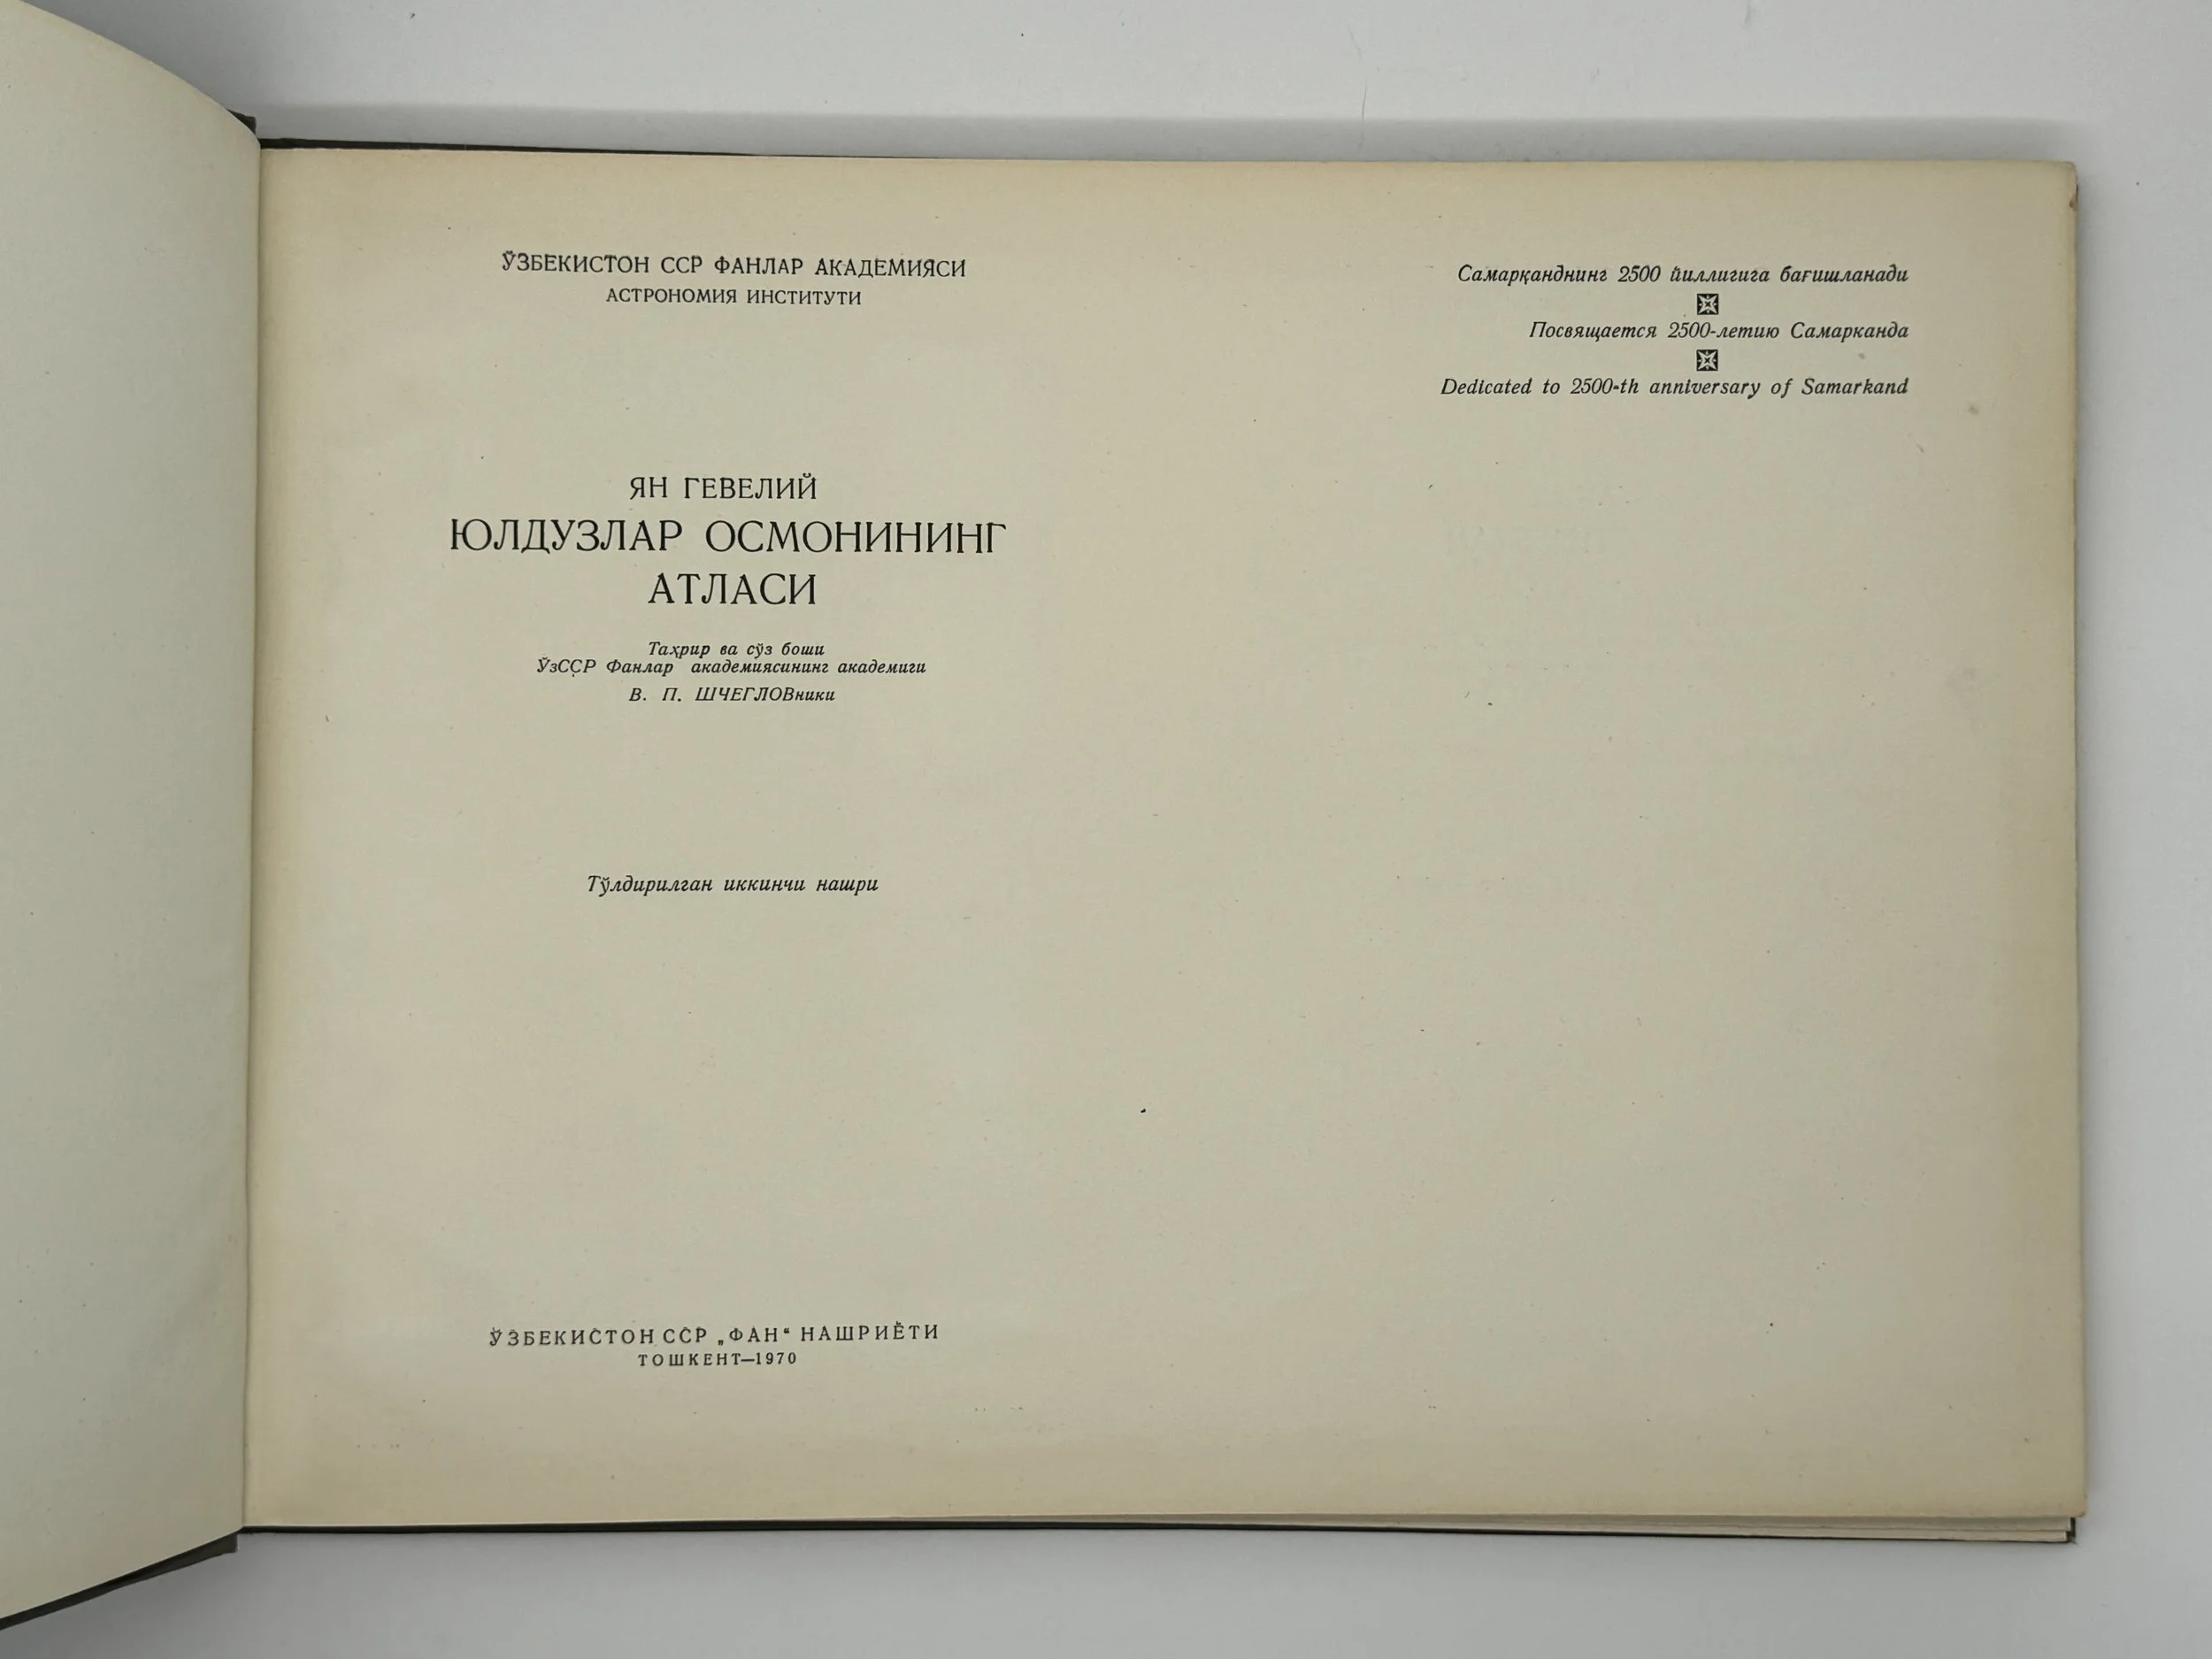 ЎЗБЕКИСТОН ССР ФАНЛАР АКАДЕМИЯСИ
АСТРОНОМИЯ ИНСТИТУТИ
ЯН ГЕВЕЛИЙ
ЮЛДУЗЛАР ОСМОНИНИНГ
АТЛАСИ
Таҳрир ва сўз боши
ЎзССР Фанлар академиясининг академиги
В. П. ШЧЕГЛОВники
Тўлдирилган иккинчи нашри
ЎЗБЕКИСТОН ССР „ФАН“ НАШРИЁТИ
ТОШКЕНТ—1970
Самарқанднинг 2500 йиллигига бағишланади
Посвящается 2500-летию Самарканда
Dedicated to 2500-th anniversary of Samarkand